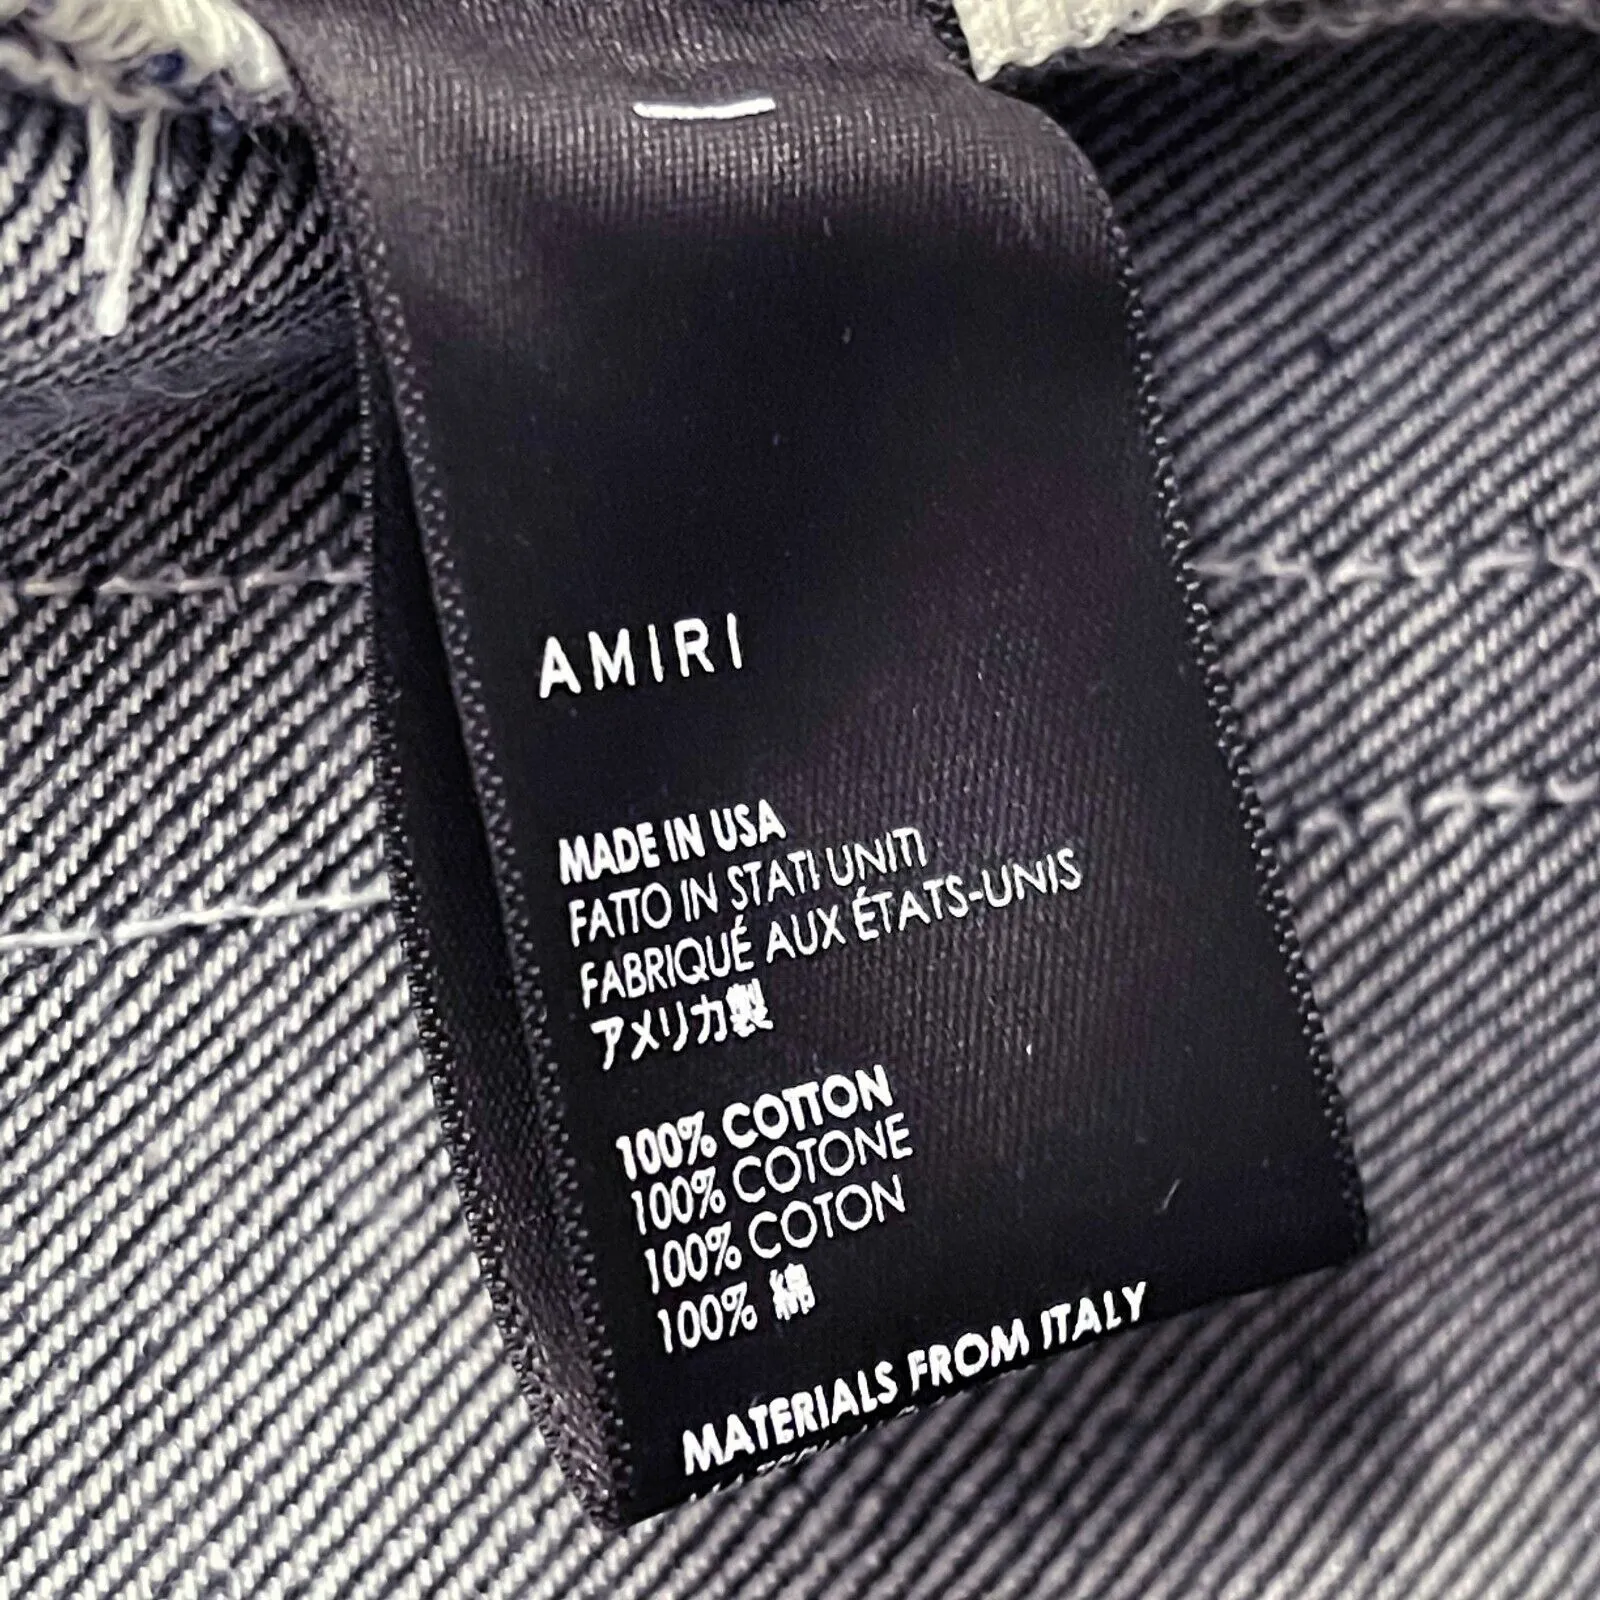 AMIRI
MADE IN USA
FATTO IN STATI UNITI
FABRIQUÉ AUX ÉTATS-UNIS
アメリカ製
100% COTTON
100% COTONE
100% COTON
100% 綿
MATERIALS FROM ITALY